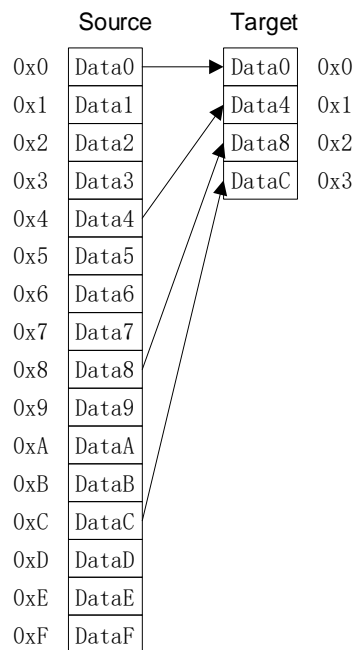 Source Target
0x0 Data0 Data0 0x0
0x1 Data1 Data4 0x1
0x2 Data2 Data8 0x2
0x3 Data3 DataC 0x3
0x4 Data4
0x5 Data5
0x6 Data6
0x7 Data7
0x8 Data8
0x9 Data9
0xA DataA
0xB DataB
0xC DataC
0xD DataD
0xE DataE
0xF DataF